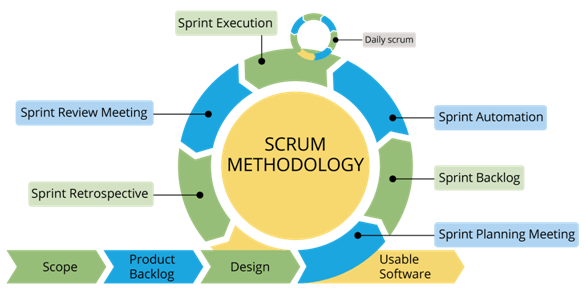 Sprint Execution
Daily scrum
Sprint Review Meeting
Sprint Automation
SCRUM
METHODOLOGY
Sprint Retrospective
Sprint Backlog
Sprint Planning Meeting
Scope
Product
Backlog
Design
Usable
Software